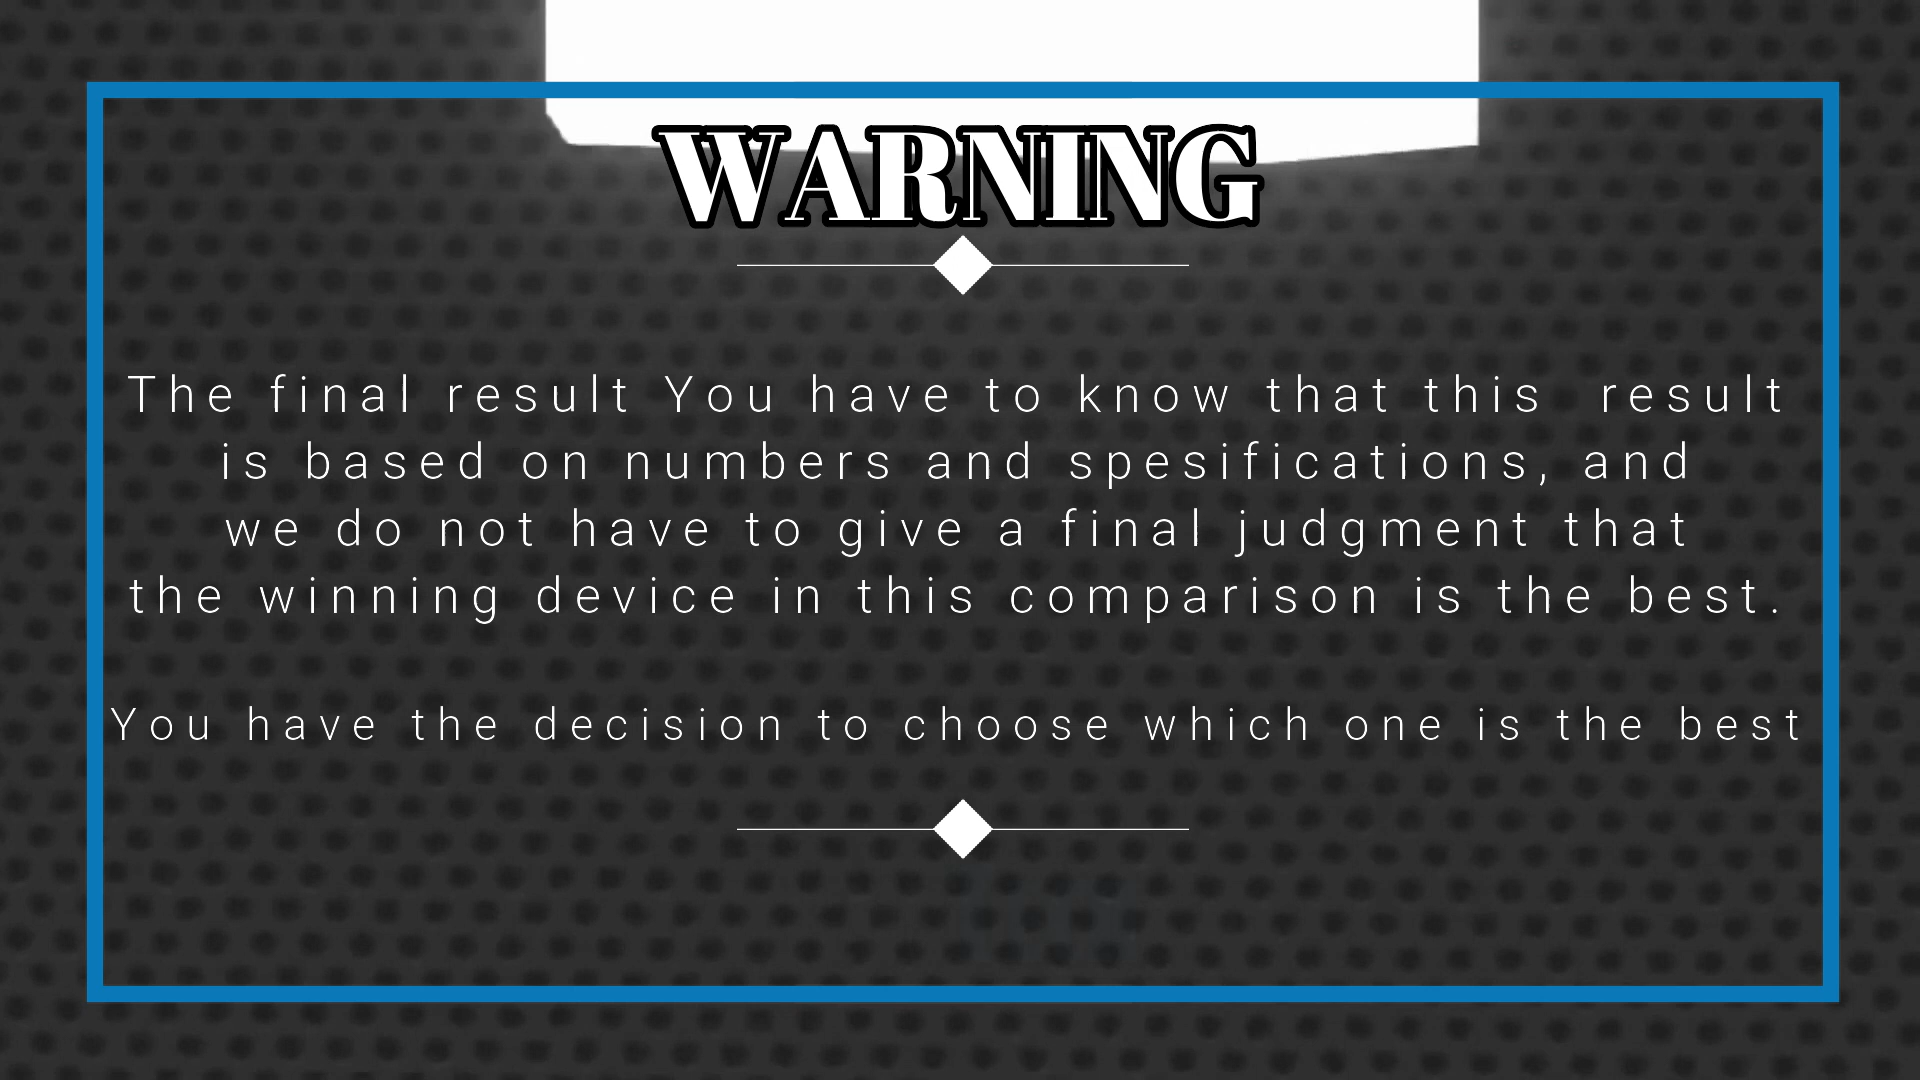 WARNING
The final result You have to know that this result
is based on numbers and spesifications, and
we do not have to give a final judgment that
the winning device in this comparison is the best.
You have the decision to choose which one is the best